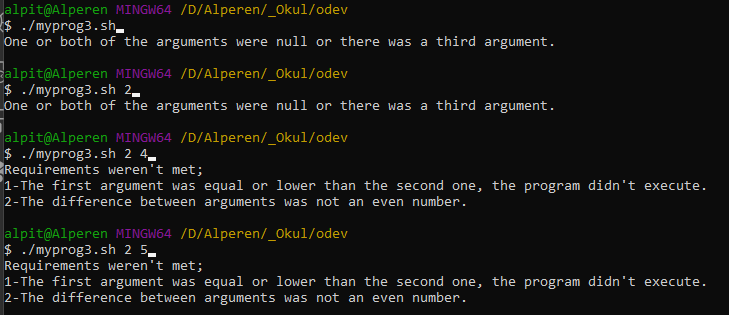 alpit@Alperen MINGW64 /D/Alperen/_Okul/odev
$ ./myprog3.sh
One or both of the arguments were null or there was a third argument.
alpit@Alperen MINGW64 /D/Alperen/_Okul/odev
$ ./myprog3.sh 2
One or both of the arguments were null or there was a third argument.
alpit@Alperen MINGW64 /D/Alperen/_Okul/odev
$ ./myprog3.sh 2 4
Requirements weren't met;
1-The first argument was equal or lower than the second one, the program didn't execute.
2-The difference between arguments was not an even number.
alpit@Alperen MINGW64 /D/Alperen/_Okul/odev
$ ./myprog3.sh 2 5
Requirements weren't met;
1-The first argument was equal or lower than the second one, the program didn't execute.
2-The difference between arguments was not an even number.